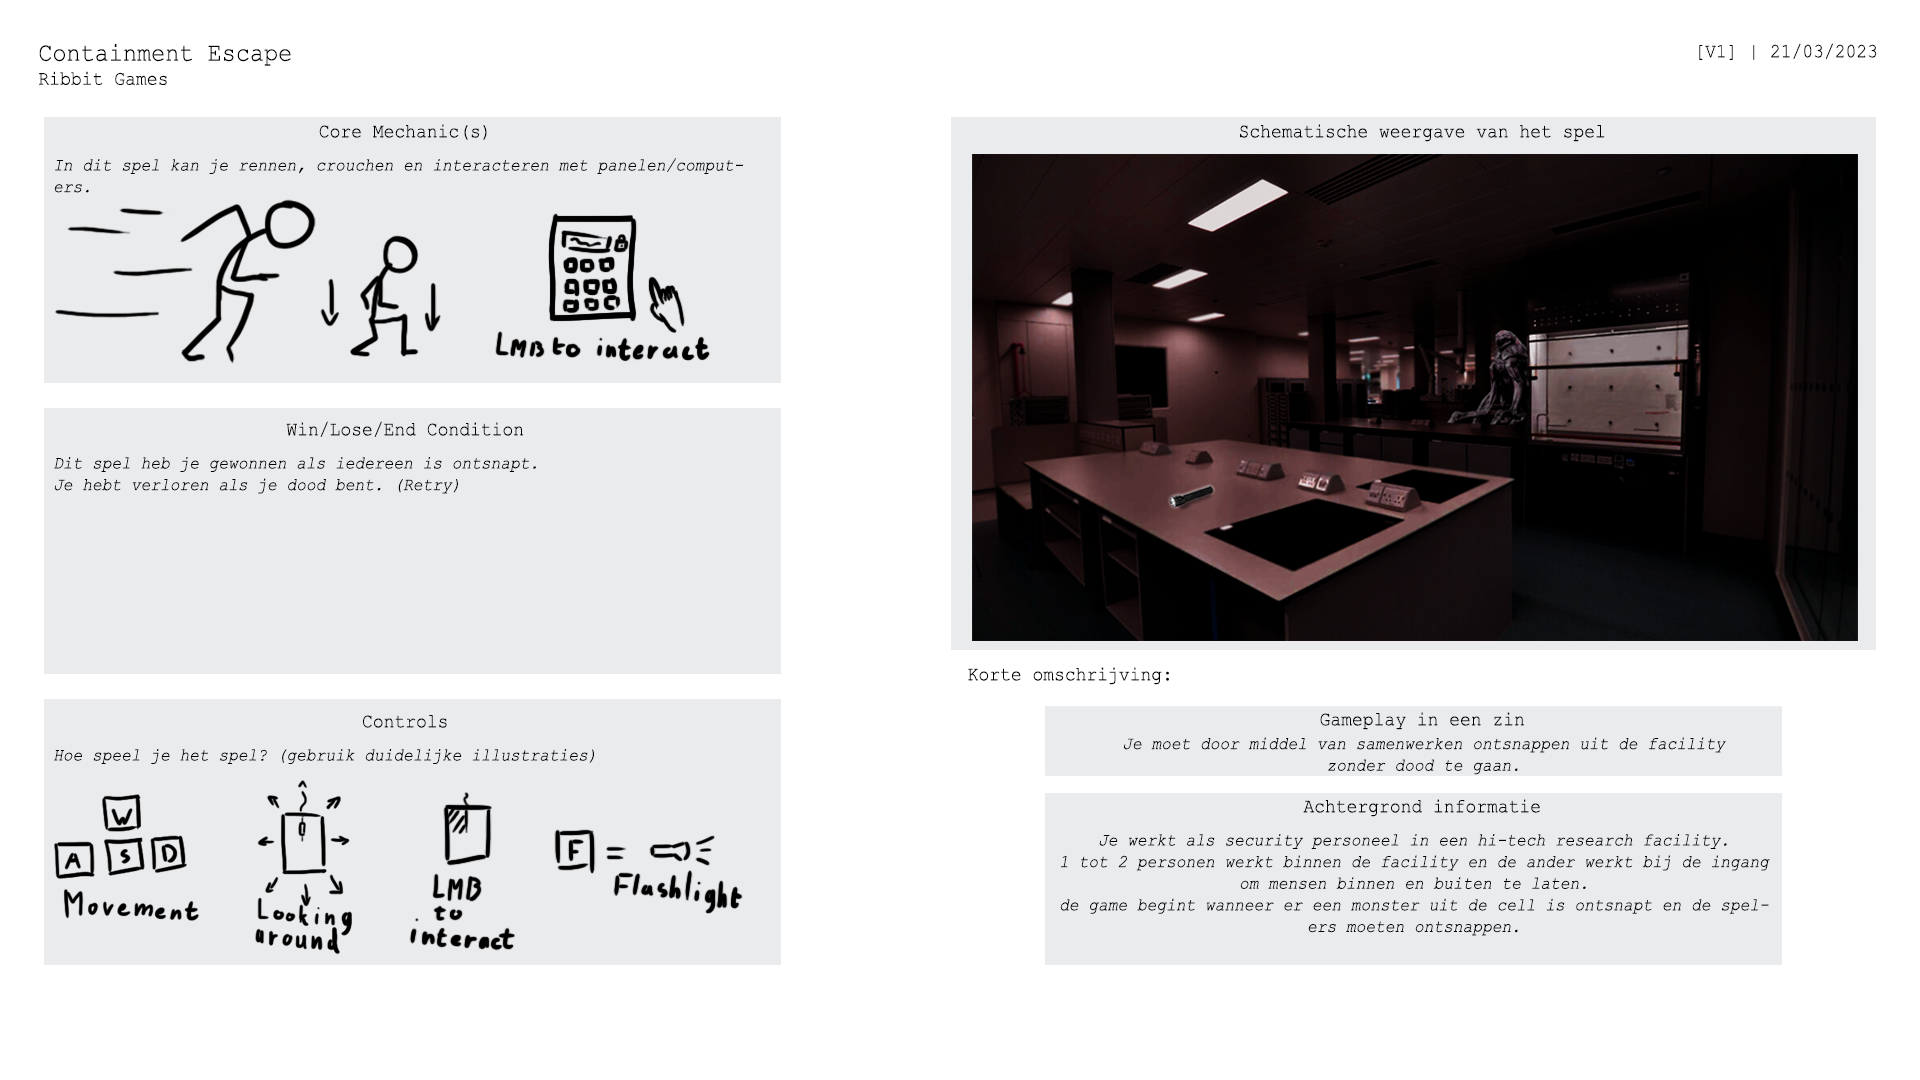 Containment Escape
Ribbit Games
[V1] | 21/03/2023
Core Mechanic(s)
In dit spel kan je rennen, crouchen en interacteren met panelen/comput-
ers.
LMB to interact
Win/Lose/End Condition
Dit spel heb je gewonnen als iedereen is ontsnapt.
Je hebt verloren als je dood bent. (Retry)
Controls
Hoe speel je het spel? (gebruik duidelijke illustraties)
W
A S D
Movement
Looking
around
LMB
to
interact
F =
Flashlight
Schematische weergave van het spel
Korte omschrijving:
Gameplay in een zin
Je moet door middel van samenwerken ontsnappen uit de facility
zonder dood te gaan.
Achtergrond informatie
Je werkt als security personeel in een hi-tech research facility.
1 tot 2 personen werkt binnen de facility en de ander werkt bij de ingang
om mensen binnen en buiten te laten.
de game begint wanneer er een monster uit de cell is ontsnapt en de spel-
ers moeten ontsnappen.